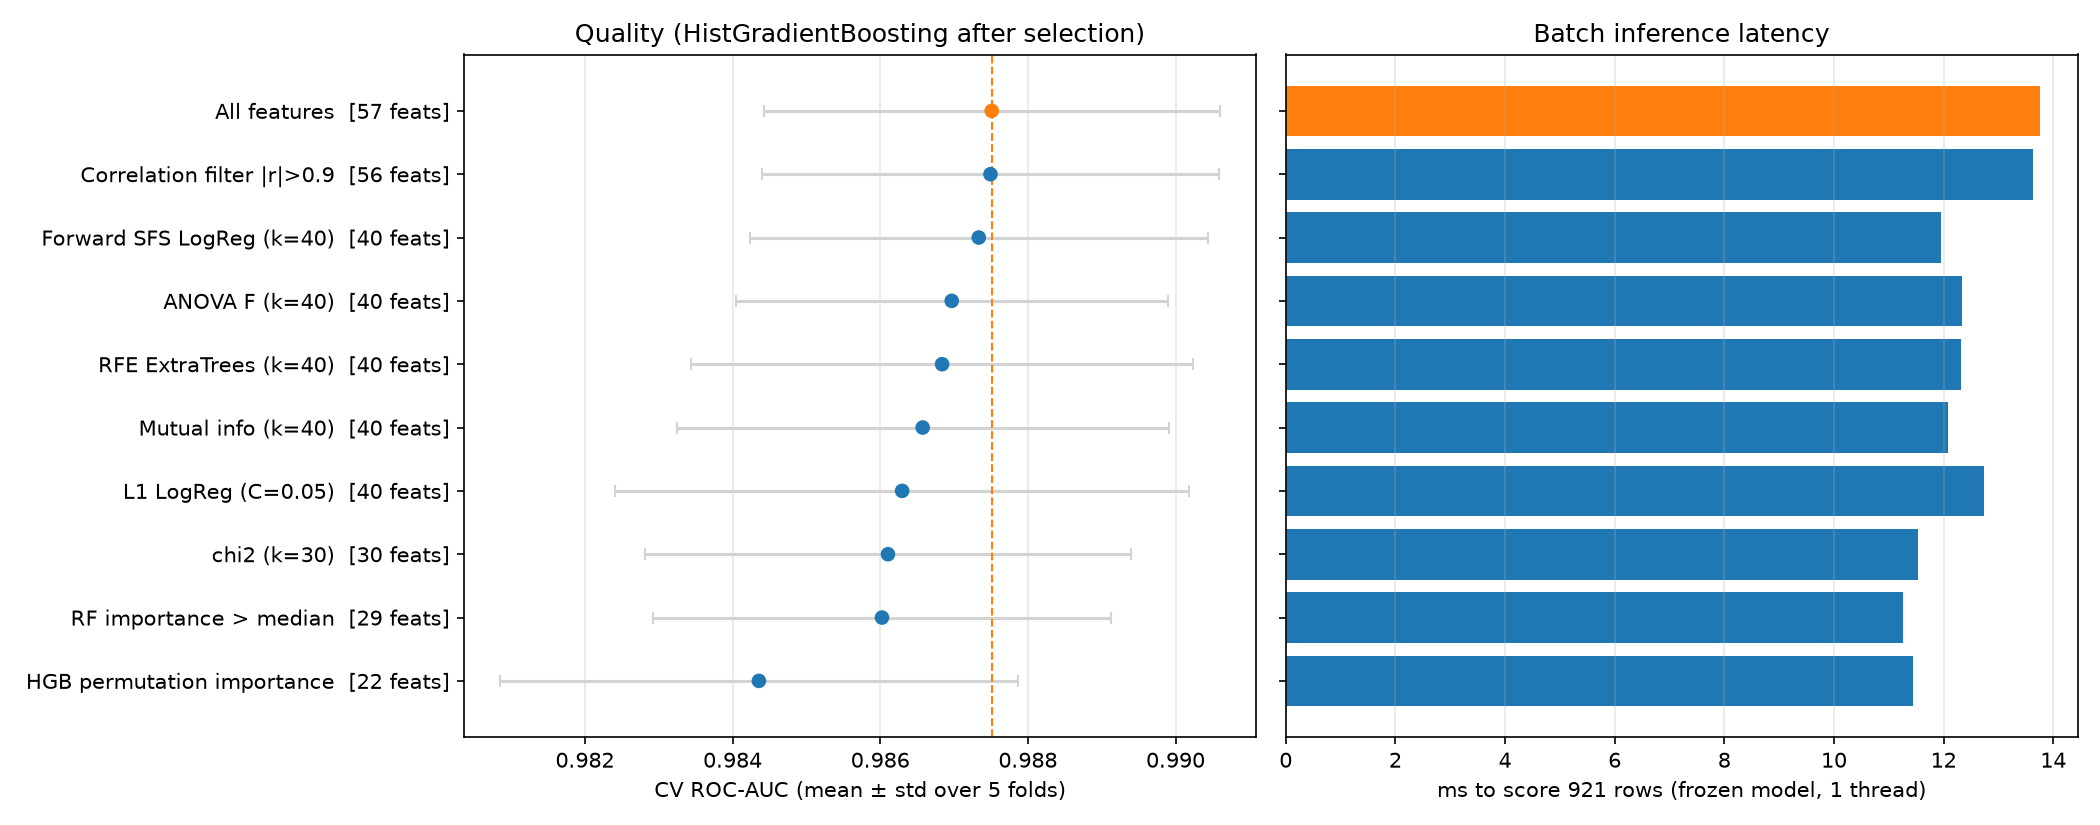 Quality (HistGradientBoosting after selection)
Batch inference latency
All features [57 feats]
Correlation filter |r|>0.9 [56 feats]
Forward SFS LogReg (k=40) [40 feats]
ANOVA F (k=40) [40 feats]
RFE ExtraTrees (k=40) [40 feats]
Mutual info (k=40) [40 feats]
L1 LogReg (C=0.05) [40 feats]
chi2 (k=30) [30 feats]
RF importance > median [29 feats]
HGB permutation importance [22 feats]
0.982 0.984 0.986 0.988 0.990
CV ROC-AUC (mean ± std over 5 folds)
0 2 4 6 8 10 12 14
ms to score 921 rows (frozen model, 1 thread)